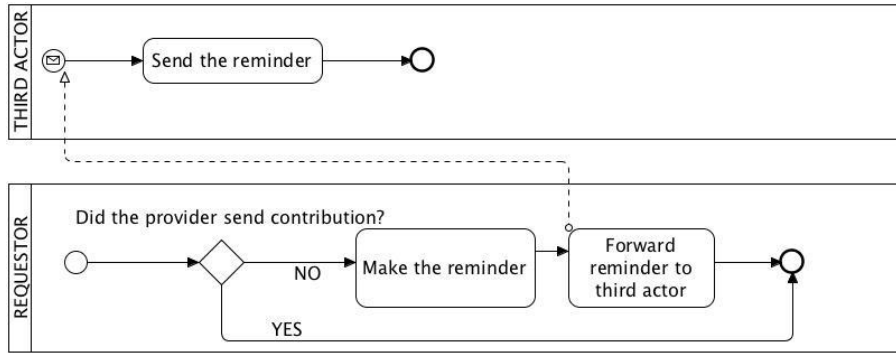 THIRD ACTOR
Send the reminder
REQUESTOR
Did the provider send contribution?
NO
Make the reminder
Forward
reminder to
third actor
YES